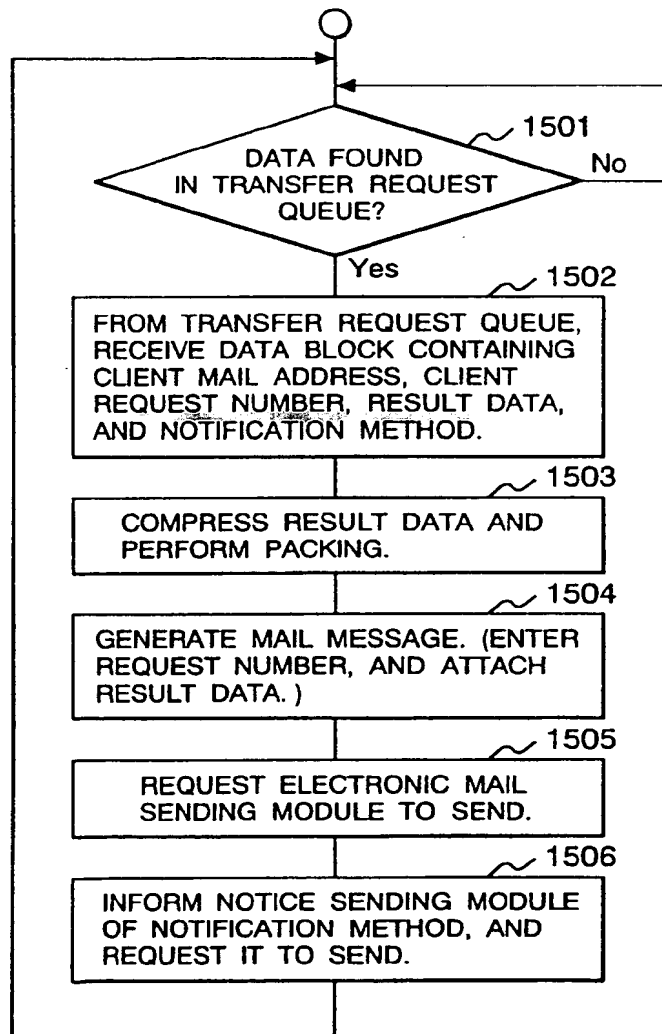 1501
DATA FOUND
IN TRANSFER REQUEST
QUEUE?
No
Yes
1502
FROM TRANSFER REQUEST QUEUE,
RECEIVE DATA BLOCK CONTAINING
CLIENT MAIL ADDRESS, CLIENT
REQUEST NUMBER, RESULT DATA,
AND NOTIFICATION METHOD.
1503
COMPRESS RESULT DATA AND
PERFORM PACKING.
1504
GENERATE MAIL MESSAGE. (ENTER
REQUEST NUMBER, AND ATTACH
RESULT DATA. )
1505
REQUEST ELECTRONIC MAIL
SENDING MODULE TO SEND.
1506
INFORM NOTICE SENDING MODULE
OF NOTIFICATION METHOD, AND
REQUEST IT TO SEND.